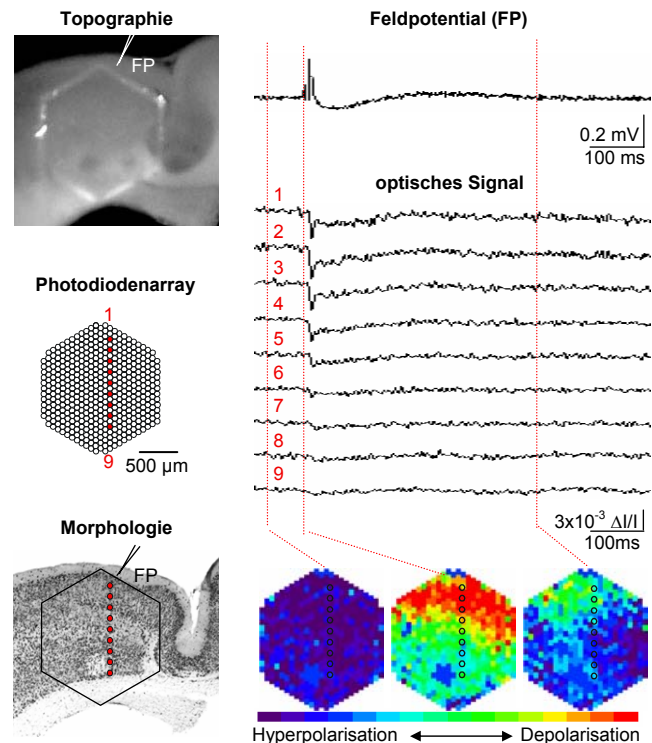 Topographie
FP
Photodiodenarray
1
9
500 µm
Morphologie
FP
Feldpotential (FP)
0.2 mV
100 ms
optisches Signal
1
2
3
4
5
6
7
8
9
3x10⁻³ ΔI/I
100ms
Hyperpolarisation
Depolarisation